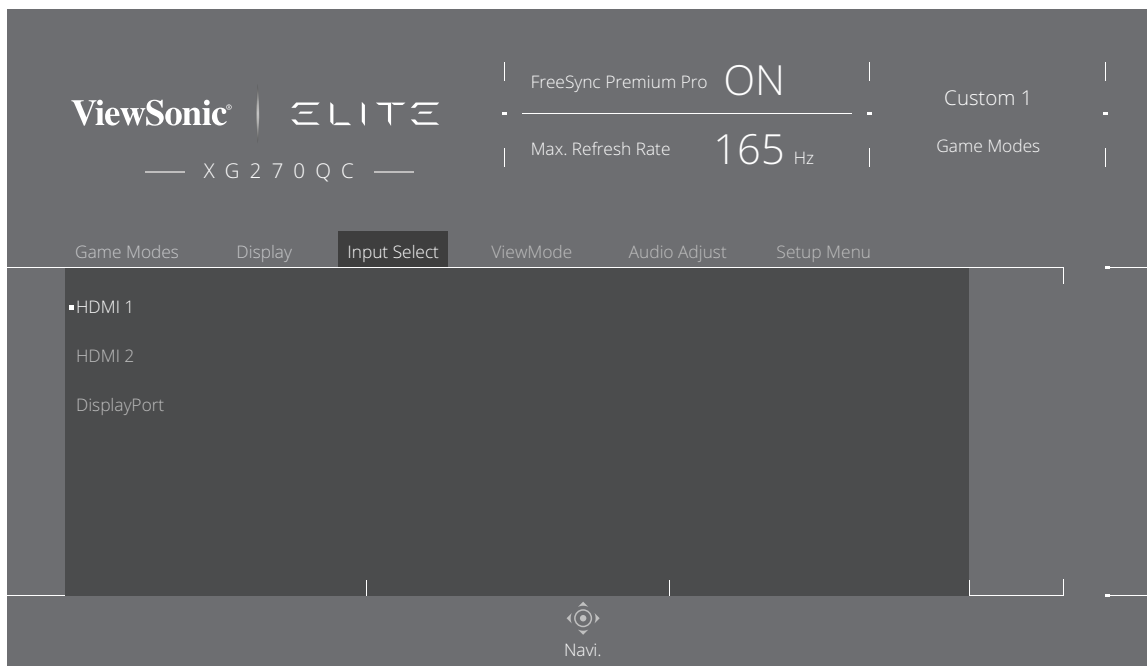 ViewSonic® ELITE
XG270QC
FreeSync Premium Pro ON
Max. Refresh Rate 165 Hz
Custom 1
Game Modes
Game Modes Display Input Select ViewMode Audio Adjust Setup Menu
HDMI 1
HDMI 2
DisplayPort
Navi.